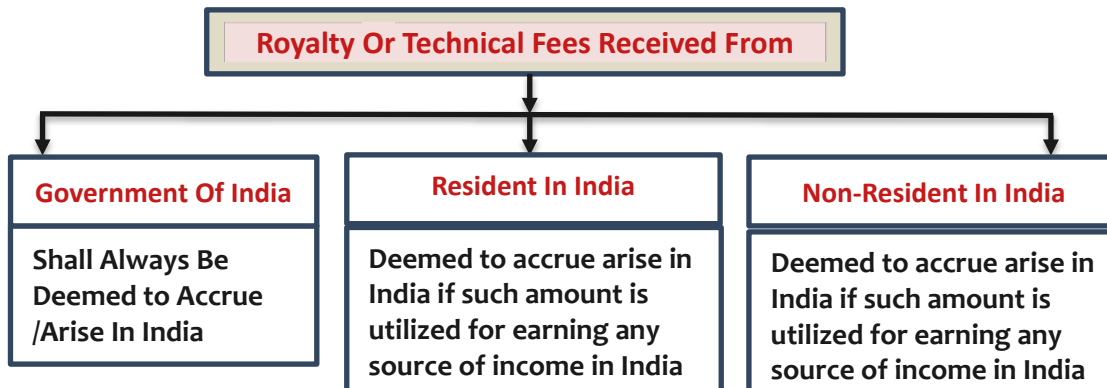 Royalty Or Technical Fees Received From
Government Of India
Shall Always Be
Deemed to Accrue
/Arise In India
Resident In India
Deemed to accrue arise in
India if such amount is
utilized for earning any
source of income in India
Non-Resident In India
Deemed to accrue arise in
India if such amount is
utilized for earning any
source of income in India